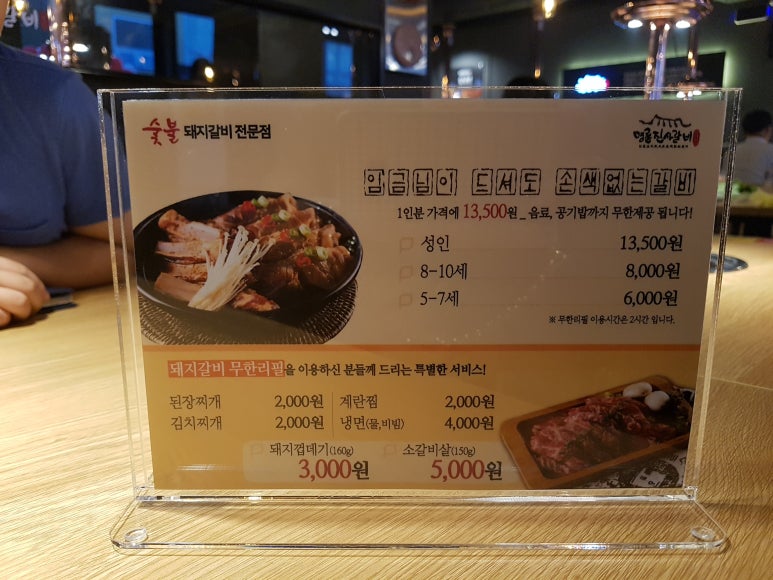 숯불 돼지갈비 전문점
명륜진사갈비
임금님이 드셔도 손색없는갈비
1인분 가격에 13,500원_음료, 공기밥까지 무한제공 됩니다!
성인 13,500원
8-10세 8,000원
5-7세 6,000원
※ 무한리필 이용시간은 2시간 입니다.
돼지갈비 무한리필을 이용하신 분들께 드리는 특별한 서비스!
된장찌개 2,000원 계란찜 2,000원
김치찌개 2,000원 냉면(물,비빔) 4,000원
돼지껍데기(160g) 소갈비살(150g)
3,000원 5,000원